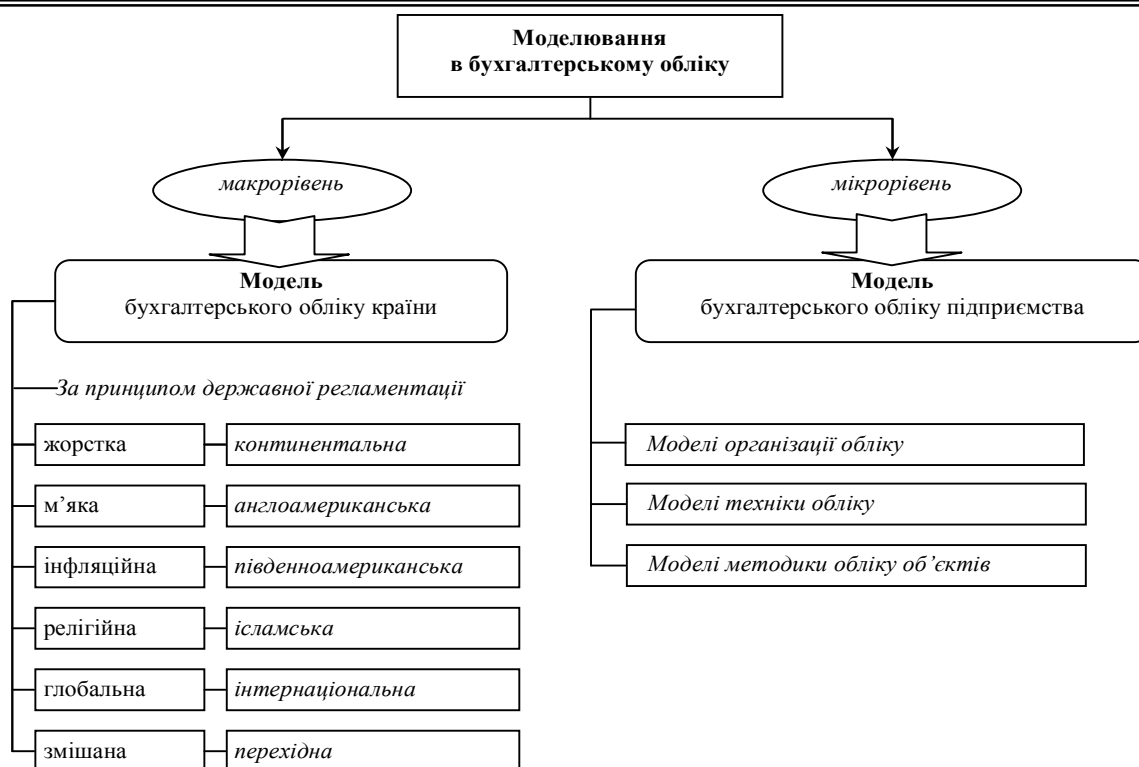 Моделювання
в бухгалтерському обліку
макрорівень
мікрорівень
Модель
бухгалтерського обліку країни
Модель
бухгалтерського обліку підприємства
За принципом державної регламентації
жорстка
континентальна
м’яка
англоамериканська
інфляційна
південноамериканська
релігійна
ісламська
глобальна
інтернаціональна
змішана
перехідна
Моделі організації обліку
Моделі техніки обліку
Моделі методики обліку об’єктів